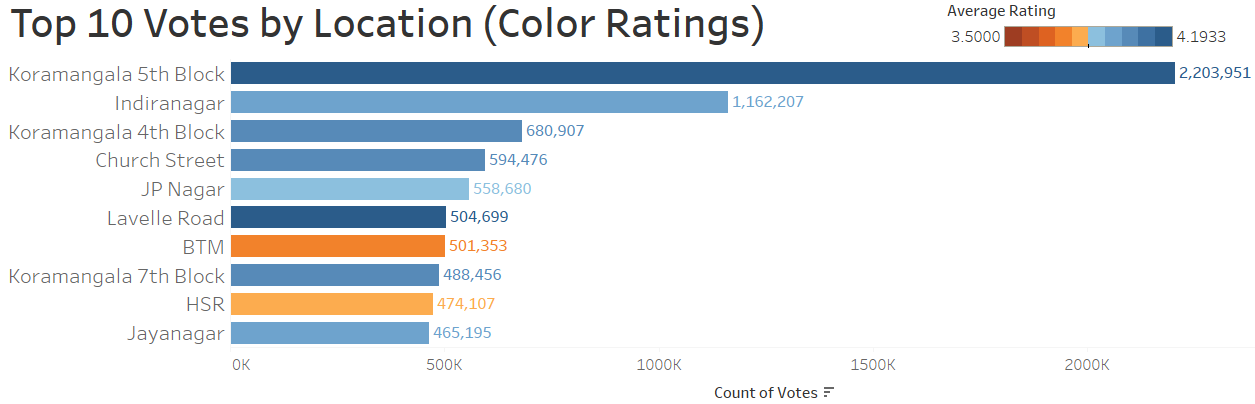 Top 10 Votes by Location (Color Ratings)
Average Rating
3.5000 4.1933
Koramangala 5th Block 2,203,951
Indiranagar 1,162,207
Koramangala 4th Block 680,907
Church Street 594,476
JP Nagar 558,680
Lavelle Road 504,699
BTM 501,353
Koramangala 7th Block 488,456
HSR 474,107
Jayanagar 465,195
0K 500K 1000K 1500K 2000K
Count of Votes